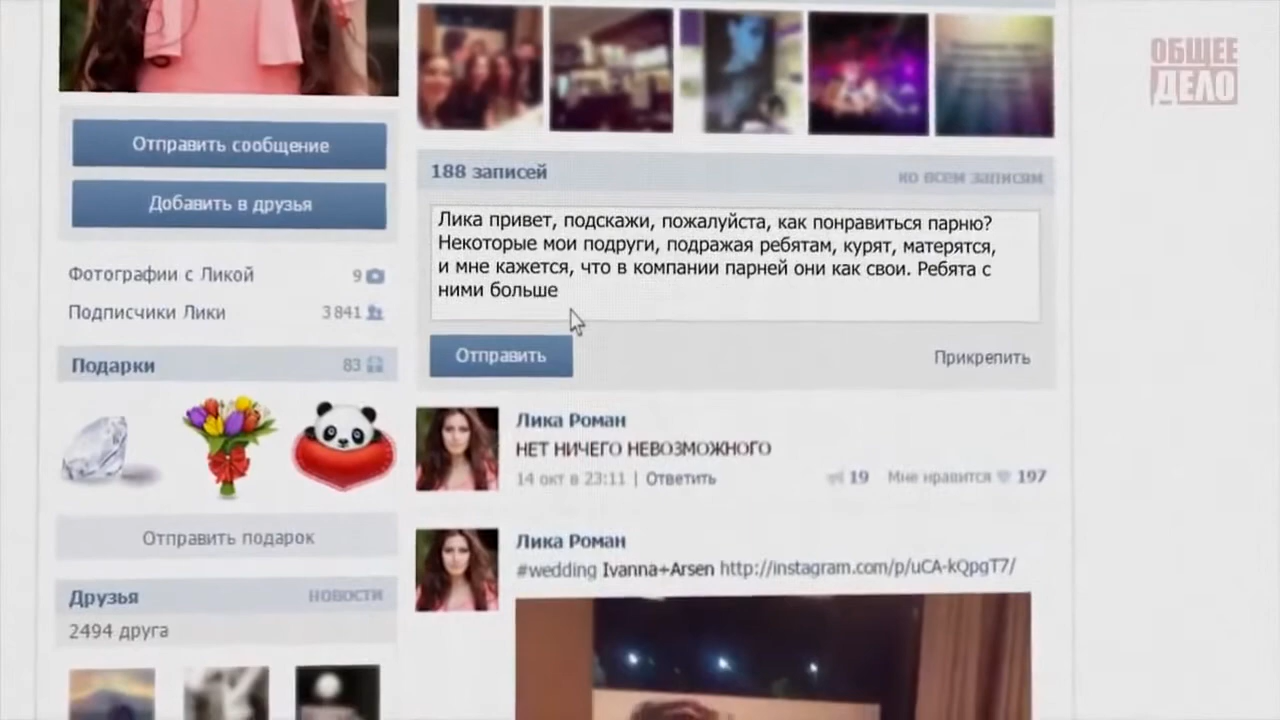 ОБЩЕЕ
ДЕЛО
Отправить сообщение
Добавить в друзья
Фотографии с Ликой 9
Подписчики Лики 3 841
Подарки 83
Отправить подарок
Друзья новости
2494 друга
188 записей ко всем записям
Лика привет, подскажи, пожалуйста, как понравиться парню?
Некоторые мои подруги, подражая ребятам, курят, матерятся,
и мне кажется, что в компании парней они как свои. Ребята с
ними больше
Отправить Прикрепить
Лика Роман
НЕТ НИЧЕГО НЕВОЗМОЖНОГО
14 окт в 23:11 | Ответить 19 Мне нравится 197
Лика Роман
#wedding Ivanna+Arsen http://instagram.com/p/uCA-kQpgT7/